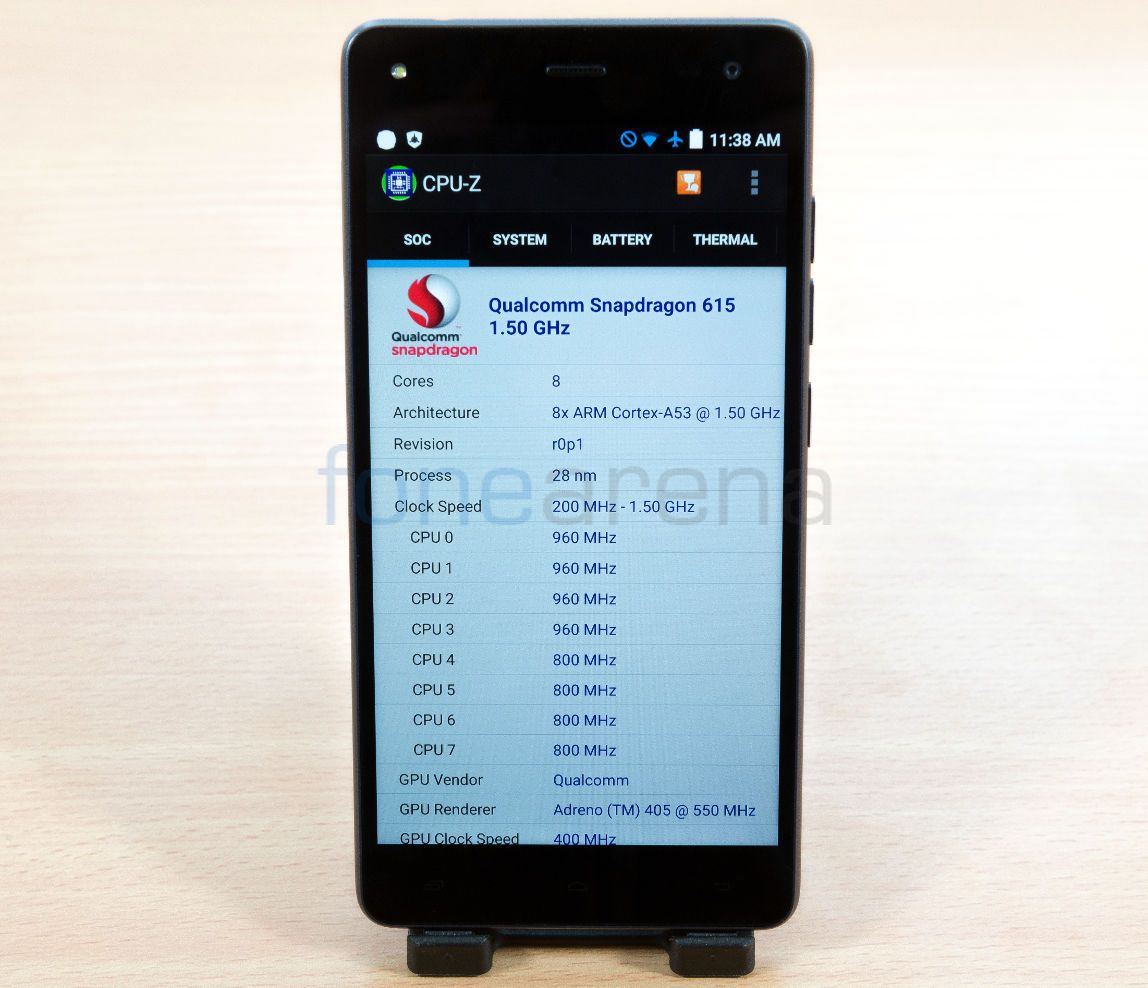 11:38 AM
CPU-Z
SOC SYSTEM BATTERY THERMAL
Qualcomm snapdragon
Qualcomm Snapdragon 615
1.50 GHz
Cores 8
Architecture 8x ARM Cortex-A53 @ 1.50 GHz
Revision r0p1
Process 28 nm
fonearena
Clock Speed 200 MHz - 1.50 GHz
CPU 0 960 MHz
CPU 1 960 MHz
CPU 2 960 MHz
CPU 3 960 MHz
CPU 4 800 MHz
CPU 5 800 MHz
CPU 6 800 MHz
CPU 7 800 MHz
GPU Vendor Qualcomm
GPU Renderer Adreno (TM) 405 @ 550 MHz
GPU Clock Speed 400 MHz